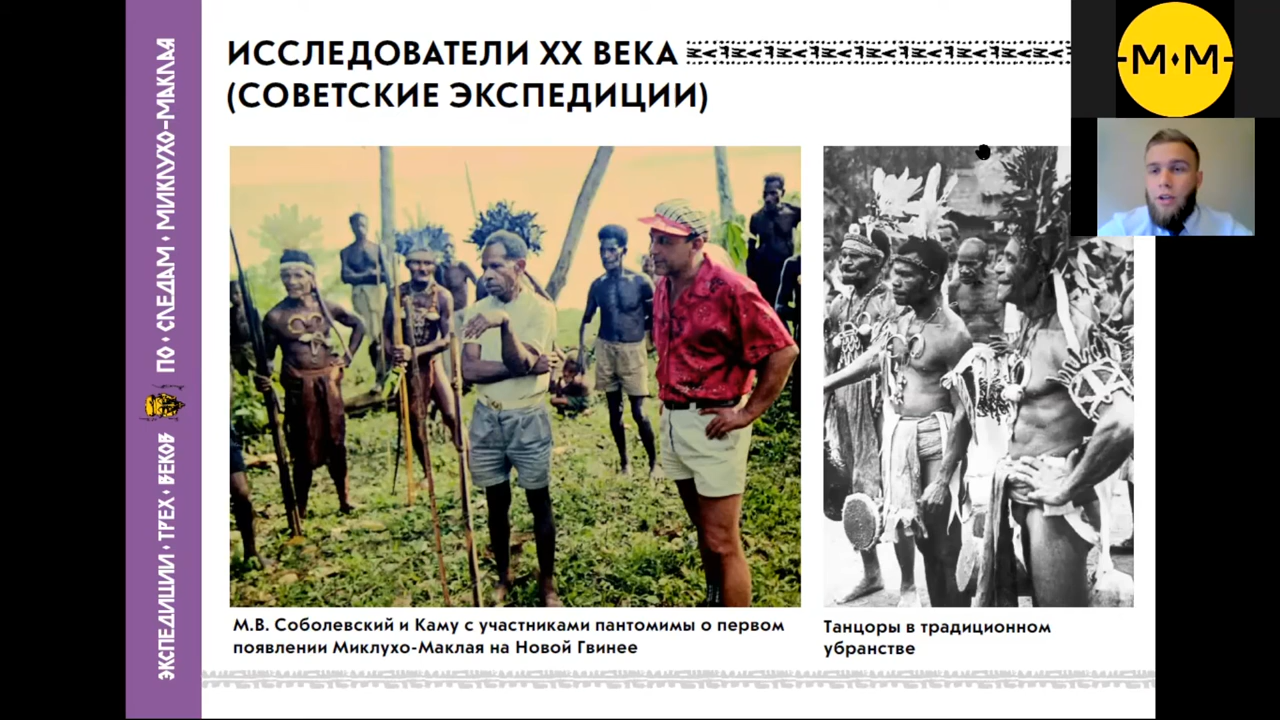 ИССЛЕДОВАТЕЛИ XX ВЕКА
(СОВЕТСКИЕ ЭКСПЕДИЦИИ)
М.В. Соболевский и Каму с участниками пантомимы о первом
появлении Миклухо-Маклая на Новой Гвинее
Танцоры в традиционном
убранстве
ЭКСПЕДИЦИИ • ТРЕХ • ВЕКОВ ПО • СЛЕДАМ • МИКЛУХО-МАКЛАЯ
-М•М-